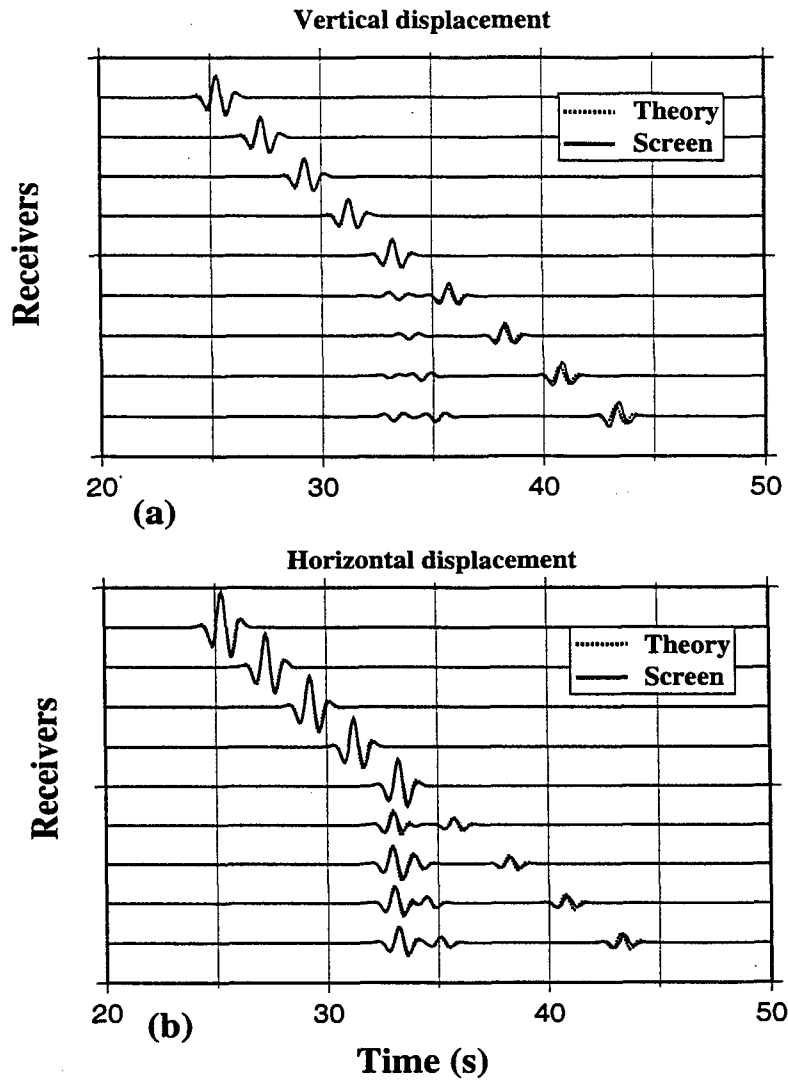 Vertical displacement
Theory
Screen
Receivers
20 30 40 50
(a)
Horizontal displacement
Theory
Screen
Receivers
20 30 40 50
(b)
Time (s)